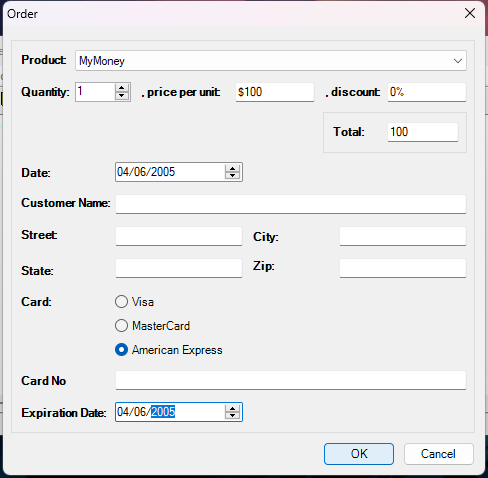 Order
Product: MyMoney
Quantity: 1 , price per unit: $100 , discount: 0%
Total: 100
Date: 04/06/2005
Customer Name:
Street: City:
State: Zip:
Card: Visa
MasterCard
American Express
Card No
Expiration Date: 04/06/2005
OK Cancel